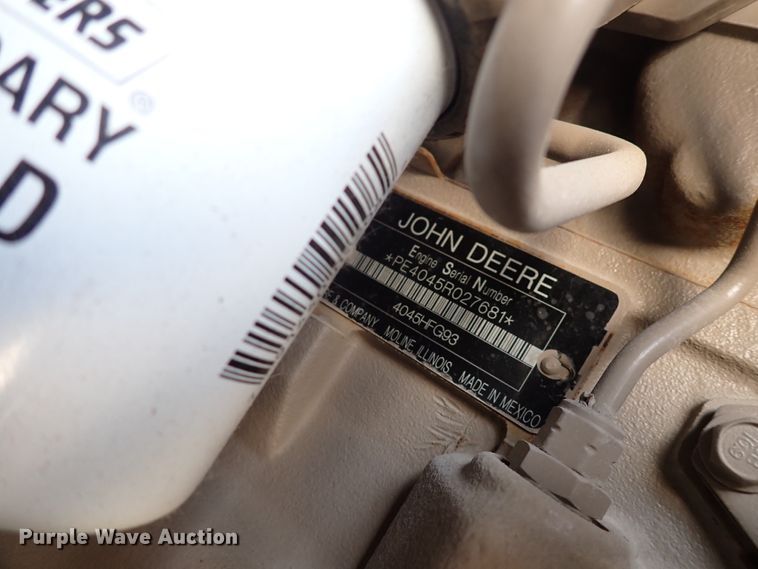 ERS
ARY®
D
JOHN DEERE
Engine Serial Number
*PE4045R027681*
4045HFG93
E & COMPANY MOLINE, ILLINOIS MADE IN MEXICO
Purple Wave Auction